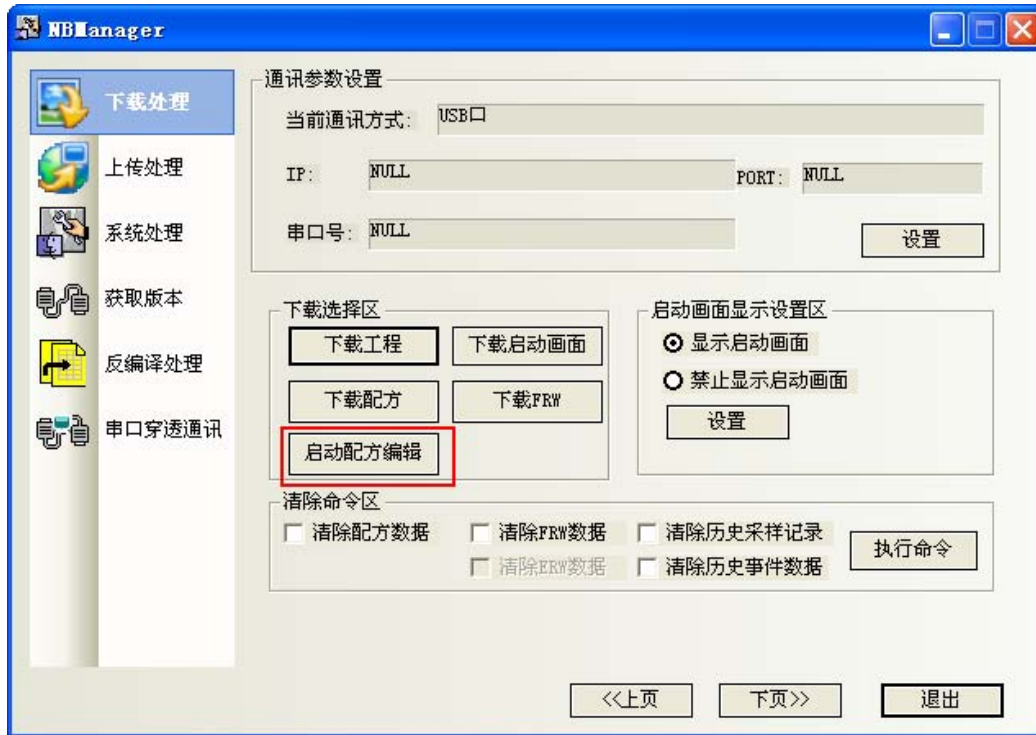 NBManager
下载处理
上传处理
系统处理
获取版本
反编译处理
串口穿透通讯
通讯参数设置
当前通讯方式: USB口
IP: NULL PORT: NULL
串口号: NULL 设置
下载选择区
下载工程 下载启动画面
下载配方 下载FRW
启动配方编辑
启动画面显示设置区
显示启动画面
禁止显示启动画面
设置
清除命令区
清除配方数据 清除FRW数据 清除历史采样记录
清除ERW数据 清除历史事件数据
执行命令
<<上页 下页>> 退出